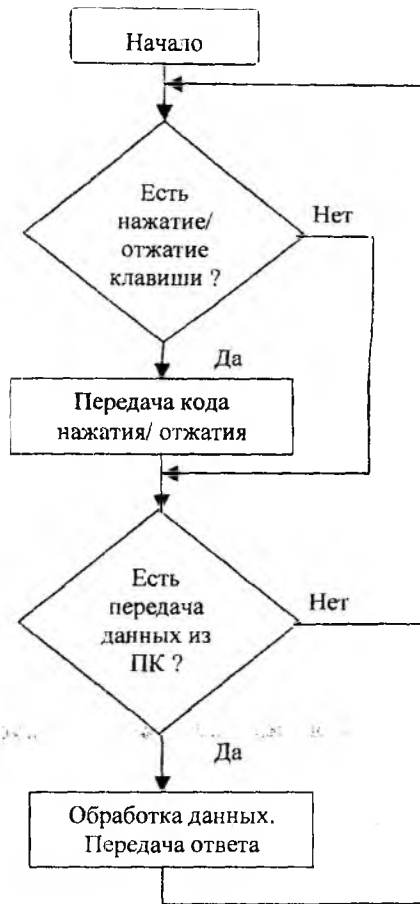 Начало
Есть
нажатие/
отжатие
клавиши ?
Нет
Да
Передача кода
нажатия/ отжатия
Есть
передача
данных из
ПК ?
Нет
Да
Обработка данных.
Передача ответа